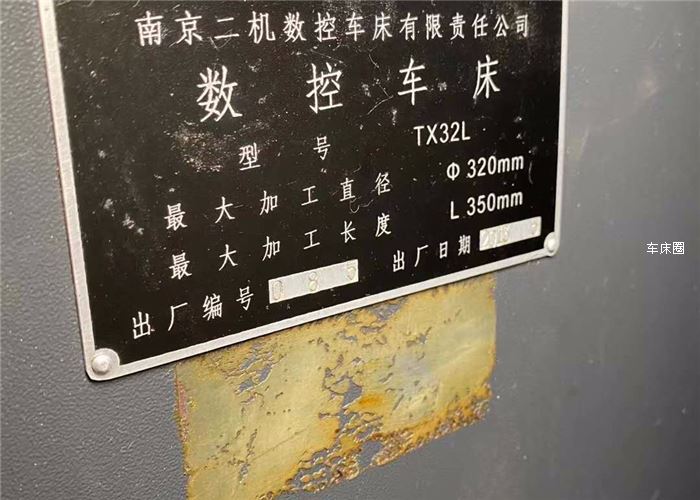 南京二机数控车床有限责任公司
数控车床
型号 TX32L
最大加工直径 Φ320mm
最大加工长度 L 350mm
出厂编号 085 出厂日期
车床圈